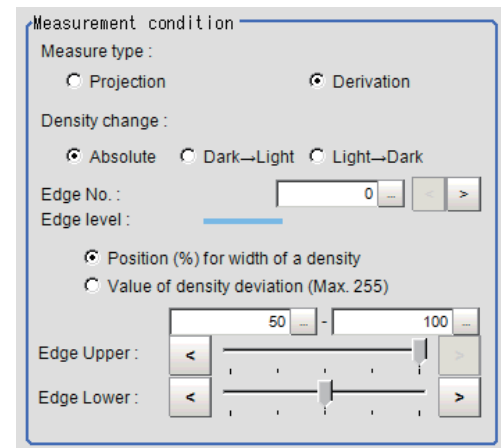 Measurement condition
Measure type :
Projection Derivation
Density change :
Absolute Dark→Light Light→Dark
Edge No. : 0 ... < >
Edge level :
Position (%) for width of a density
Value of density deviation (Max. 255)
50 ... - 100 ...
Edge Upper : < >
Edge Lower : < >